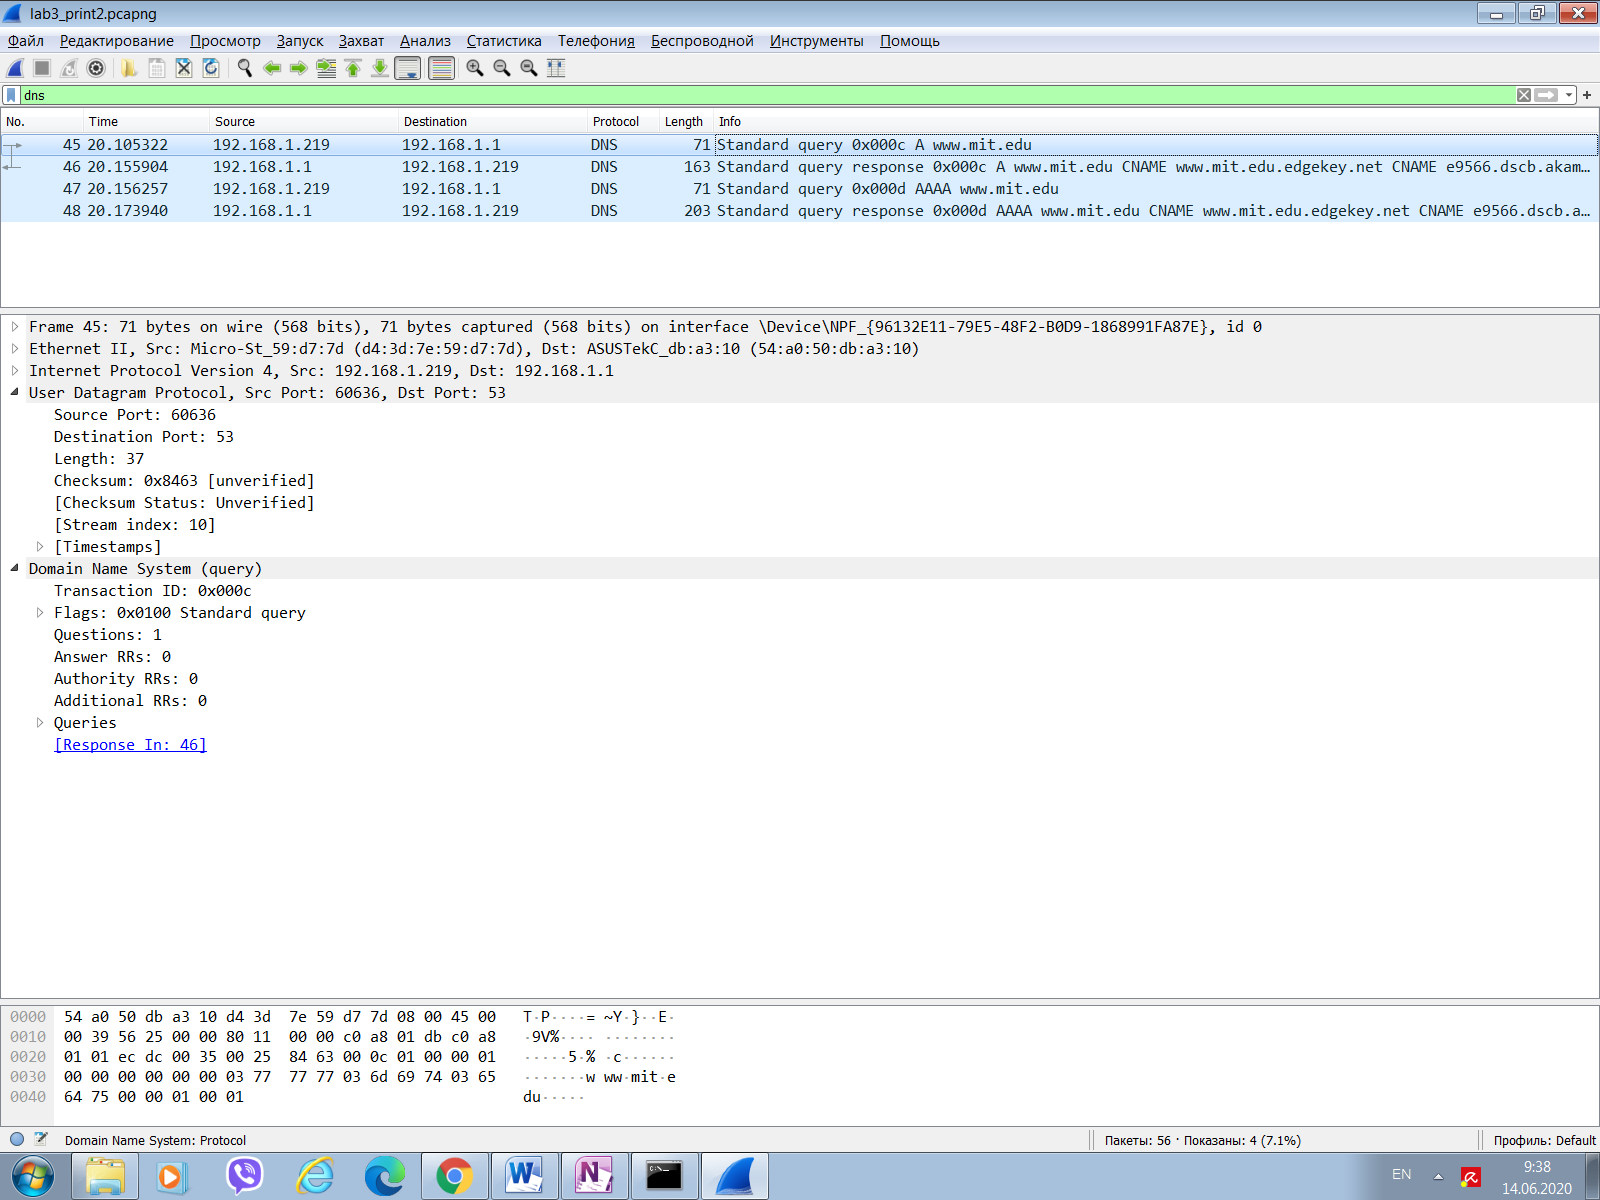 lab3_print2.pcapng
Файл Редактирование Просмотр Запуск Захват Анализ Статистика Телефония Беспроводной Инструменты Помощь
dns
No. Time Source Destination Protocol Length Info
45 20.105322 192.168.1.219 192.168.1.1 DNS 71 Standard query 0x000c A www.mit.edu
46 20.155904 192.168.1.1 192.168.1.219 DNS 163 Standard query response 0x000c A www.mit.edu CNAME www.mit.edu.edgekey.net CNAME e9566.dscb.akam…
47 20.156257 192.168.1.219 192.168.1.1 DNS 71 Standard query 0x000d AAAA www.mit.edu
48 20.173940 192.168.1.1 192.168.1.219 DNS 203 Standard query response 0x000d AAAA www.mit.edu CNAME www.mit.edu.edgekey.net CNAME e9566.dscb.a…
Frame 45: 71 bytes on wire (568 bits), 71 bytes captured (568 bits) on interface \Device\NPF_{96132E11-79E5-48F2-B0D9-1868991FA87E}, id 0
Ethernet II, Src: Micro-St_59:d7:7d (d4:3d:7e:59:d7:7d), Dst: ASUSTekC_db:a3:10 (54:a0:50:db:a3:10)
Internet Protocol Version 4, Src: 192.168.1.219, Dst: 192.168.1.1
User Datagram Protocol, Src Port: 60636, Dst Port: 53
Source Port: 60636
Destination Port: 53
Length: 37
Checksum: 0x8463 [unverified]
[Checksum Status: Unverified]
[Stream index: 10]
[Timestamps]
Domain Name System (query)
Transaction ID: 0x000c
Flags: 0x0100 Standard query
Questions: 1
Answer RRs: 0
Authority RRs: 0
Additional RRs: 0
Queries
[Response In: 46]
0000 54 a0 50 db a3 10 d4 3d 7e 59 d7 7d 08 00 45 00 T·P····= ~Y·}··E·
0010 00 39 56 25 00 00 80 11 00 00 c0 a8 01 db c0 a8 ·9V%···· ········
0020 01 01 ec dc 00 35 00 25 84 63 00 0c 01 00 00 01 ·····5·% ·c······
0030 00 00 00 00 00 00 03 77 77 77 03 6d 69 74 03 65 ·······w ww·mit·e
0040 64 75 00 00 01 00 01 du·····
Domain Name System: Protocol Пакеты: 56 · Показаны: 4 (7.1%) Профиль: Default
EN 9:38
14.06.2020